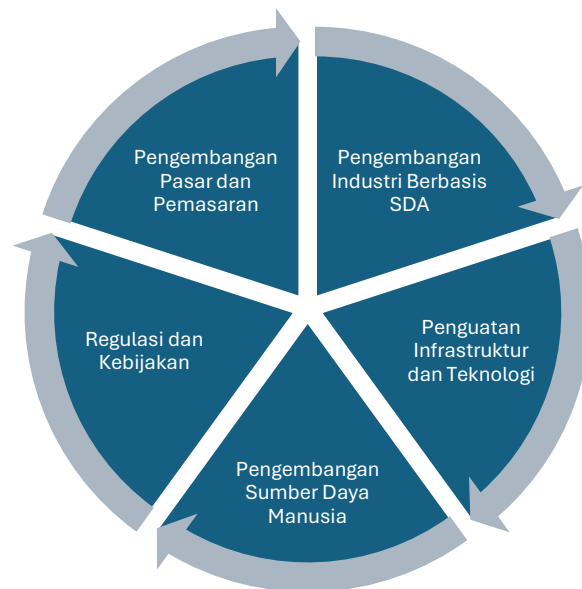 Pengembangan
Pasar dan
Pemasaran
Pengembangan
Industri Berbasis
SDA
Regulasi dan
Kebijakan
Penguatan
Infrastruktur
dan Teknologi
Pengembangan
Sumber Daya
Manusia